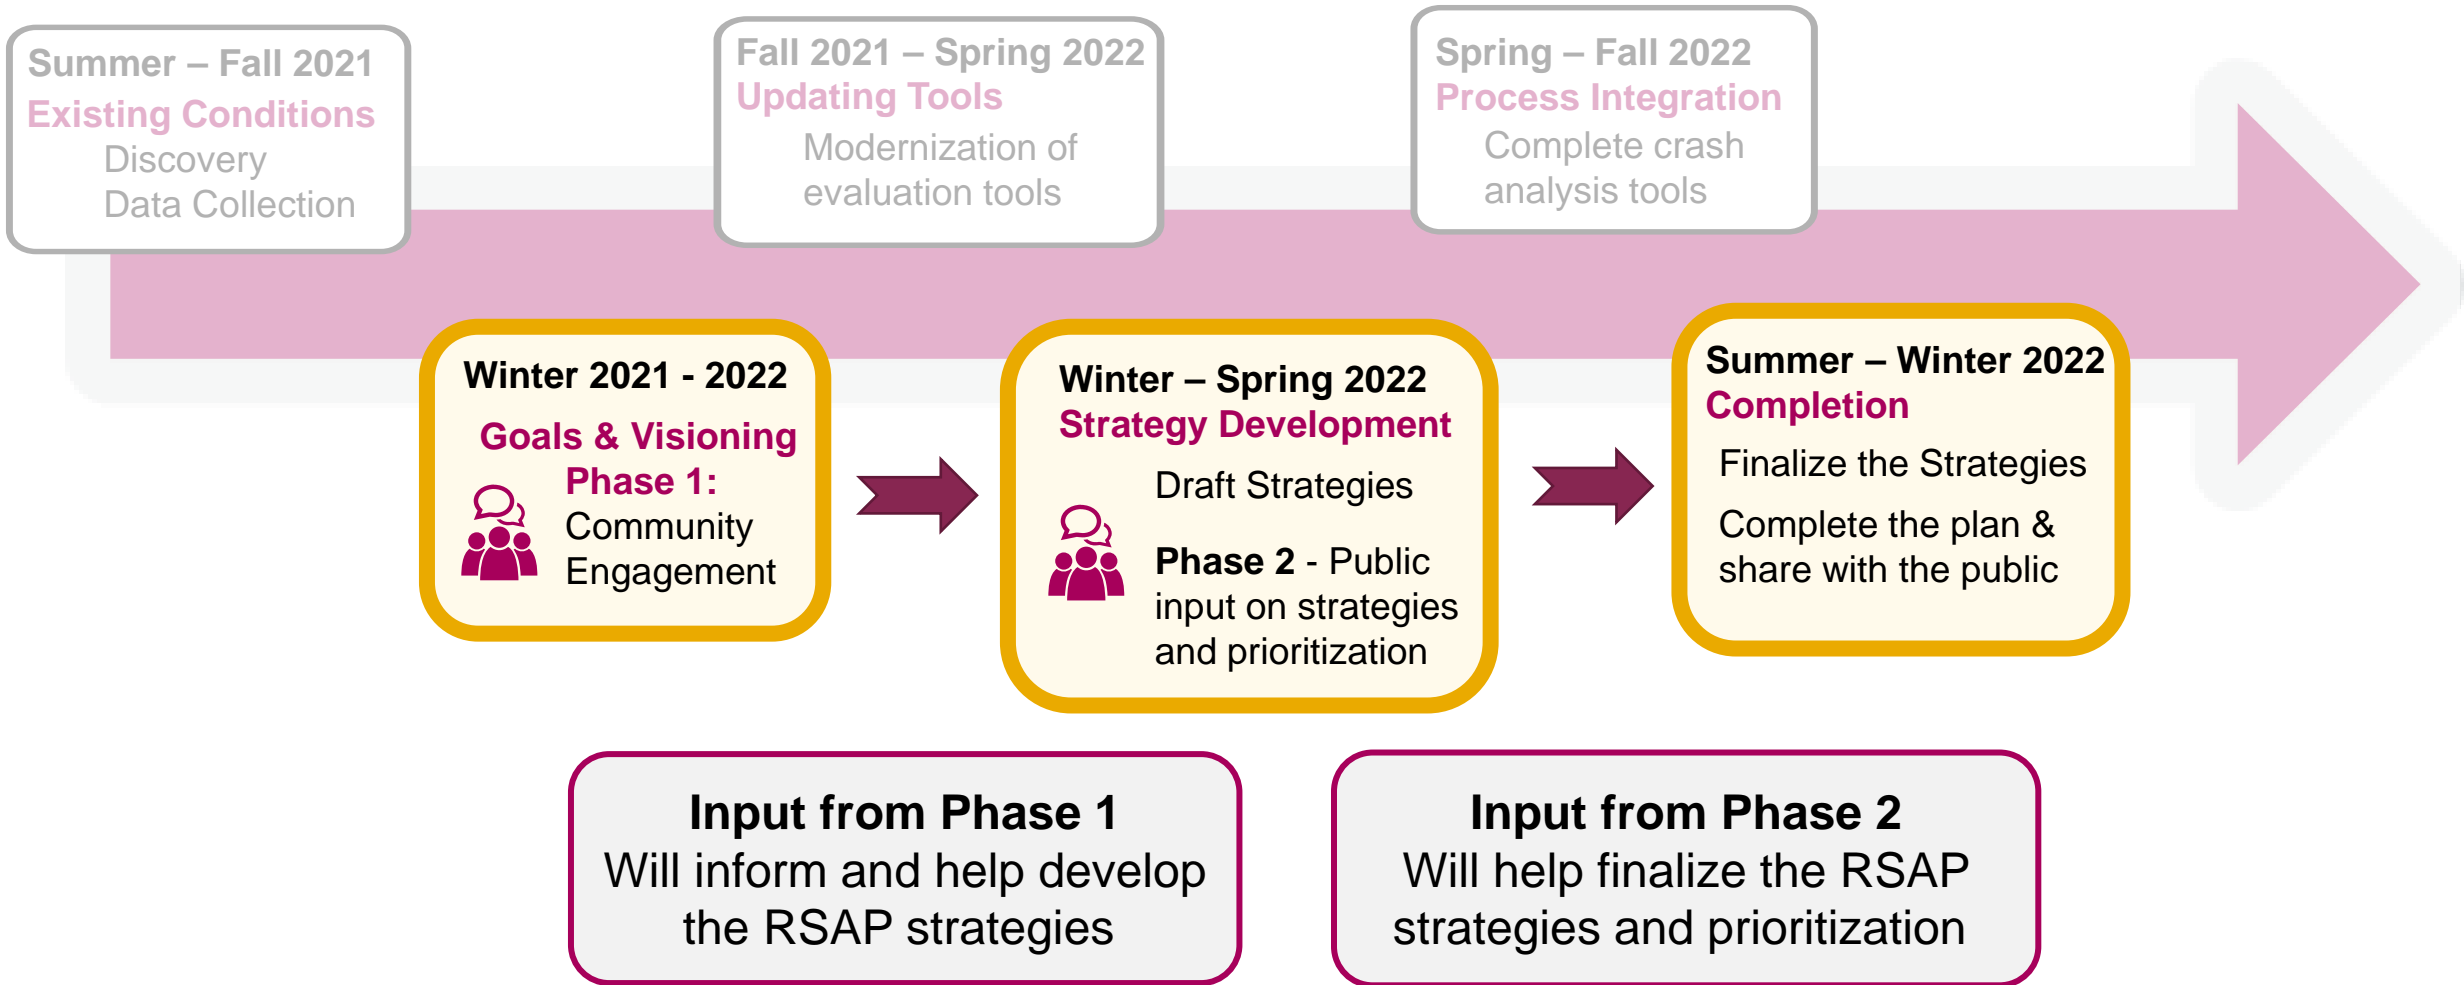 Summer – Fall 2021
Existing Conditions
Discovery
Data Collection
Fall 2021 – Spring 2022
Updating Tools
Modernization of
evaluation tools
Spring – Fall 2022
Process Integration
Complete crash
analysis tools
Winter 2021 - 2022
Goals & Visioning
Phase 1:
Community
Engagement
Winter – Spring 2022
Strategy Development
Draft Strategies
Phase 2 - Public
input on strategies
and prioritization
Summer – Winter 2022
Completion
Finalize the Strategies
Complete the plan &
share with the public
Input from Phase 1
Will inform and help develop
the RSAP strategies
Input from Phase 2
Will help finalize the RSAP
strategies and prioritization